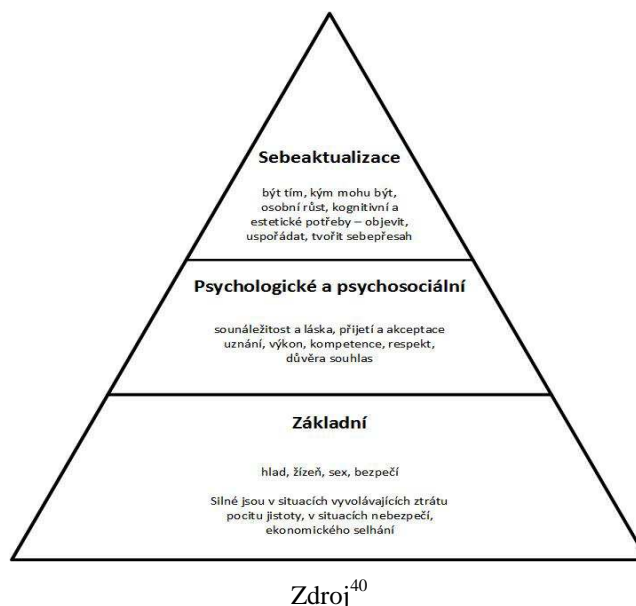 Sebeaktualizace
být tím, kým mohu být,
osobní růst, kognitivní a
estetické potřeby – objevit,
uspořádat, tvořit sebepřesah
Psychologické a psychosociální
sounáležitost a láska, přijetí a akceptace
uznání, výkon, kompetence, respekt,
důvěra souhlas
Základní
hlad, žízeň, sex, bezpečí
Silné jsou v situacích vyvolávajících ztrátu
pocitu jistoty, v situacích nebezpečí,
ekonomického selhání
Zdroj⁴⁰